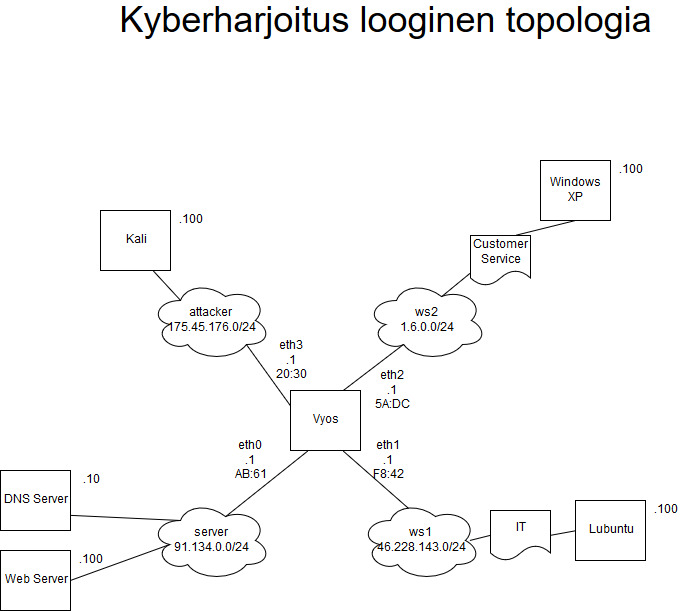 Kyberharjoitus looginen topologia
Windows
XP
.100
Kali
.100
Customer
Service
attacker
175.45.176.0/24
ws2
1.6.0.0/24
eth3
.1
20:30
eth2
.1
5A:DC
Vyos
eth0
.1
AB:61
eth1
.1
F8:42
DNS Server
.10
server
91.134.0.0/24
ws1
46.228.143.0/24
IT
Lubuntu
.100
Web Server
.100